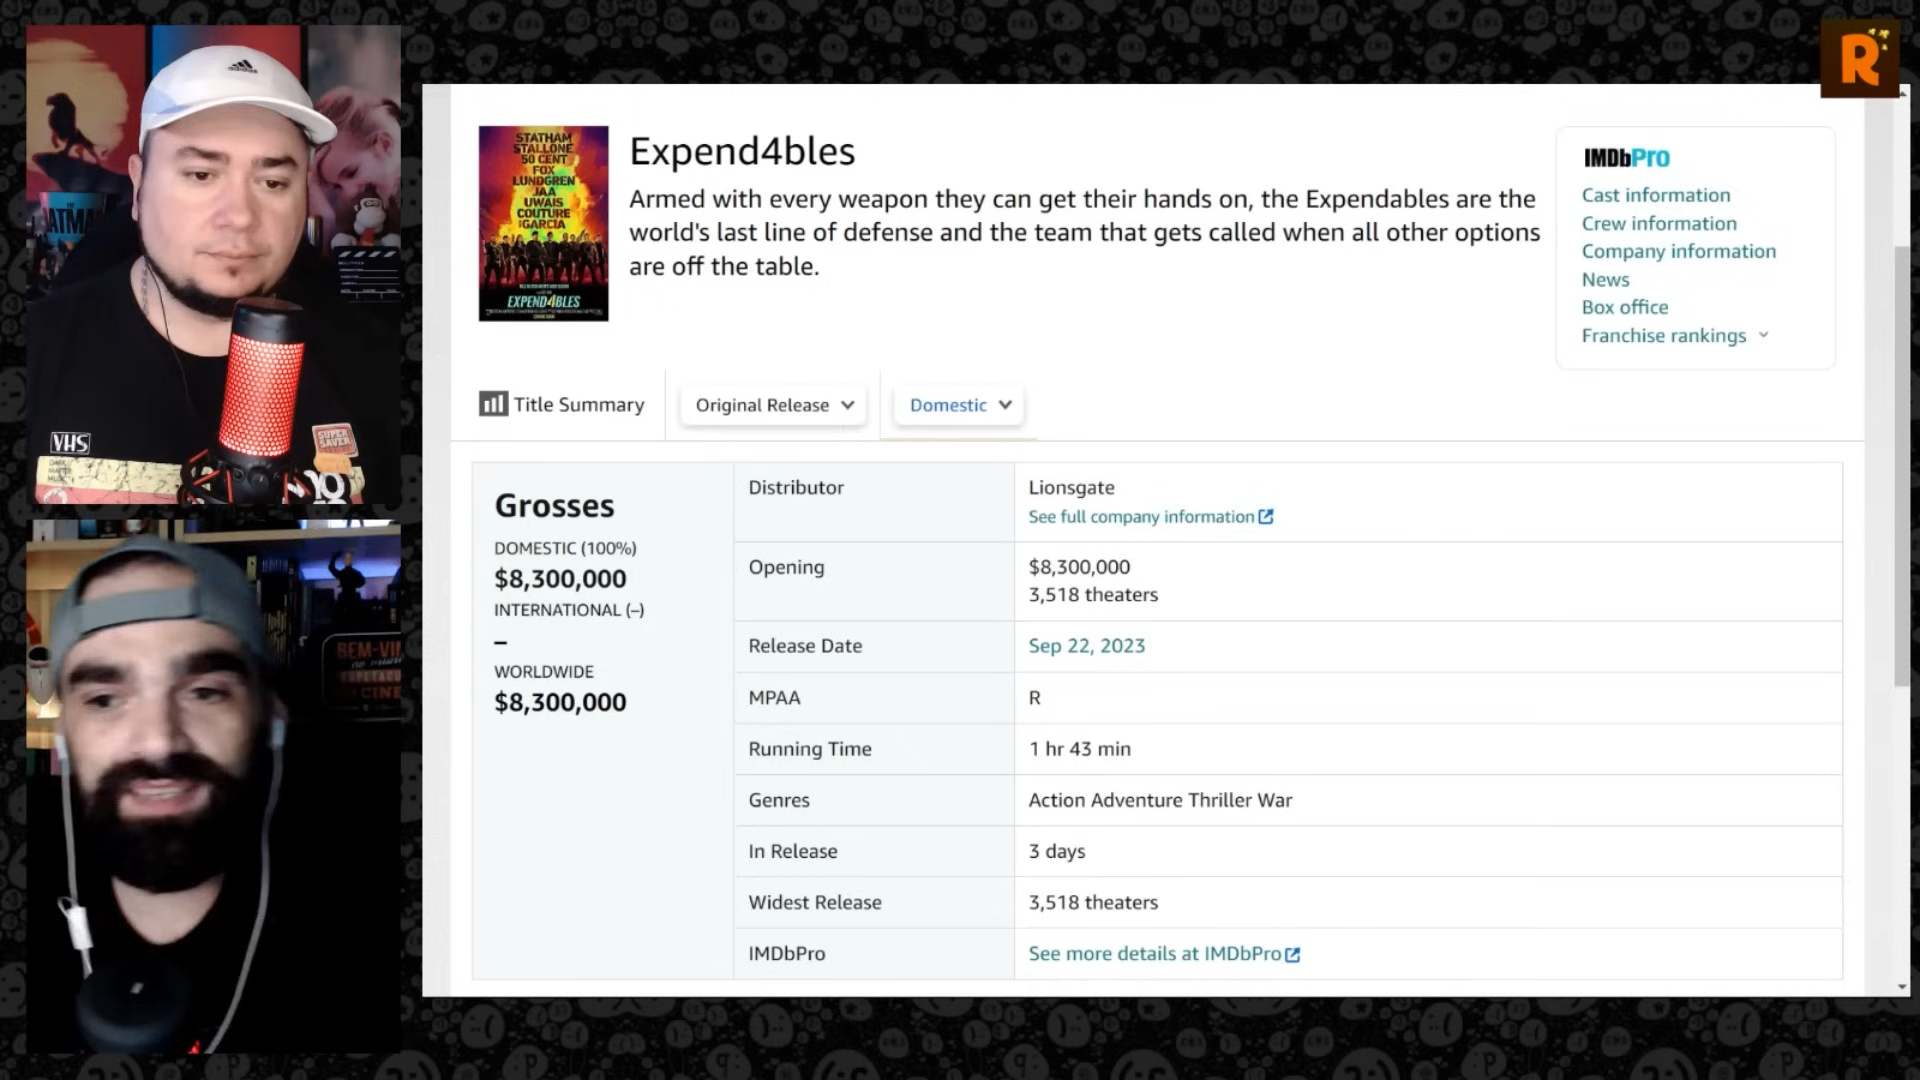 R
adidas
Expend4bles
Armed with every weapon they can get their hands on, the Expendables are the
world's last line of defense and the team that gets called when all other options
are off the table.
STATHAM
STALLONE
50 CENT
FOX
LUNDGREN
JAA
UWAIS
COUTURE
GARCIA
EXPEND4BLES
IMDbPro
Cast information
Crew information
Company information
News
Box office
Franchise rankings
Title Summary
Original Release
Domestic
Grosses
DOMESTIC (100%)
$8,300,000
INTERNATIONAL (–)
–
WORLDWIDE
$8,300,000
Distributor
Lionsgate
See full company information
Opening
$8,300,000
3,518 theaters
Release Date
Sep 22, 2023
MPAA
R
Running Time
1 hr 43 min
Genres
Action Adventure Thriller War
In Release
3 days
Widest Release
3,518 theaters
IMDbPro
See more details at IMDbPro
VHS
SUPER
SAVER
BEM-VI
CINE